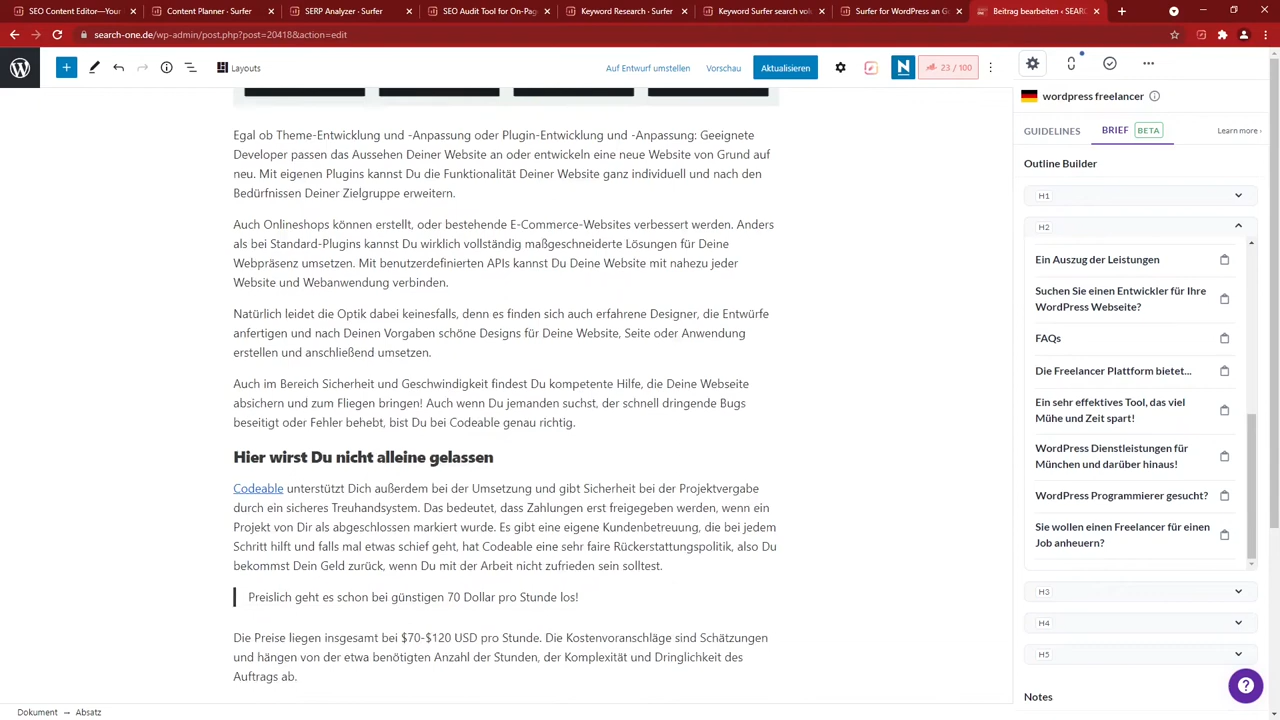 SEO Content Editor—Your
Content Planner - Surfer
SERP Analyzer · Surfer
SEO Audit Tool for On-Pag
Keyword Research · Surfer
Keyword Surfer search vol
Surfer for WordPress an G
Beitrag bearbeiten ‹ SEARC
search-one.de/wp-admin/post.php?post=20418&action=edit
Layouts
Auf Entwurf umstellen
Vorschau
Aktualisieren
N
23 / 100
wordpress freelancer
GUIDELINES
BRIEF
BETA
Learn more ›
Outline Builder
H1
H2
Ein Auszug der Leistungen
Suchen Sie einen Entwickler für Ihre
WordPress Webseite?
FAQs
Die Freelancer Plattform bietet...
Ein sehr effektives Tool, das viel
Mühe und Zeit spart!
WordPress Dienstleistungen für
München und darüber hinaus!
WordPress Programmierer gesucht?
Sie wollen einen Freelancer für einen
Job anheuern?
H3
H4
H5
Notes
Egal ob Theme-Entwicklung und -Anpassung oder Plugin-Entwicklung und -Anpassung: Geeignete
Developer passen das Aussehen Deiner Website an oder entwickeln eine neue Website von Grund auf
neu. Mit eigenen Plugins kannst Du die Funktionalität Deiner Website ganz individuell und nach den
Bedürfnissen Deiner Zielgruppe erweitern.
Auch Onlineshops können erstellt, oder bestehende E-Commerce-Websites verbessert werden. Anders
als bei Standard-Plugins kannst Du wirklich vollständig maßgeschneiderte Lösungen für Deine
Webpräsenz umsetzen. Mit benutzerdefinierten APIs kannst Du Deine Website mit nahezu jeder
Website und Webanwendung verbinden.
Natürlich leidet die Optik dabei keinesfalls, denn es finden sich auch erfahrene Designer, die Entwürfe
anfertigen und nach Deinen Vorgaben schöne Designs für Deine Website, Seite oder Anwendung
erstellen und anschließend umsetzen.
Auch im Bereich Sicherheit und Geschwindigkeit findest Du kompetente Hilfe, die Deine Webseite
absichern und zum Fliegen bringen! Auch wenn Du jemanden suchst, der schnell dringende Bugs
beseitigt oder Fehler behebt, bist Du bei Codeable genau richtig.
Hier wirst Du nicht alleine gelassen
Codeable unterstützt Dich außerdem bei der Umsetzung und gibt Sicherheit bei der Projektvergabe
durch ein sicheres Treuhandsystem. Das bedeutet, dass Zahlungen erst freigegeben werden, wenn ein
Projekt von Dir als abgeschlossen markiert wurde. Es gibt eine eigene Kundenbetreuung, die bei jedem
Schritt hilft und falls mal etwas schief geht, hat Codeable eine sehr faire Rückerstattungspolitik, also Du
bekommst Dein Geld zurück, wenn Du mit der Arbeit nicht zufrieden sein solltest.
Preislich geht es schon bei günstigen 70 Dollar pro Stunde los!
Die Preise liegen insgesamt bei $70-$120 USD pro Stunde. Die Kostenvoranschläge sind Schätzungen
und hängen von der etwa benötigten Anzahl der Stunden, der Komplexität und Dringlichkeit des
Auftrags ab.
Dokument → Absatz